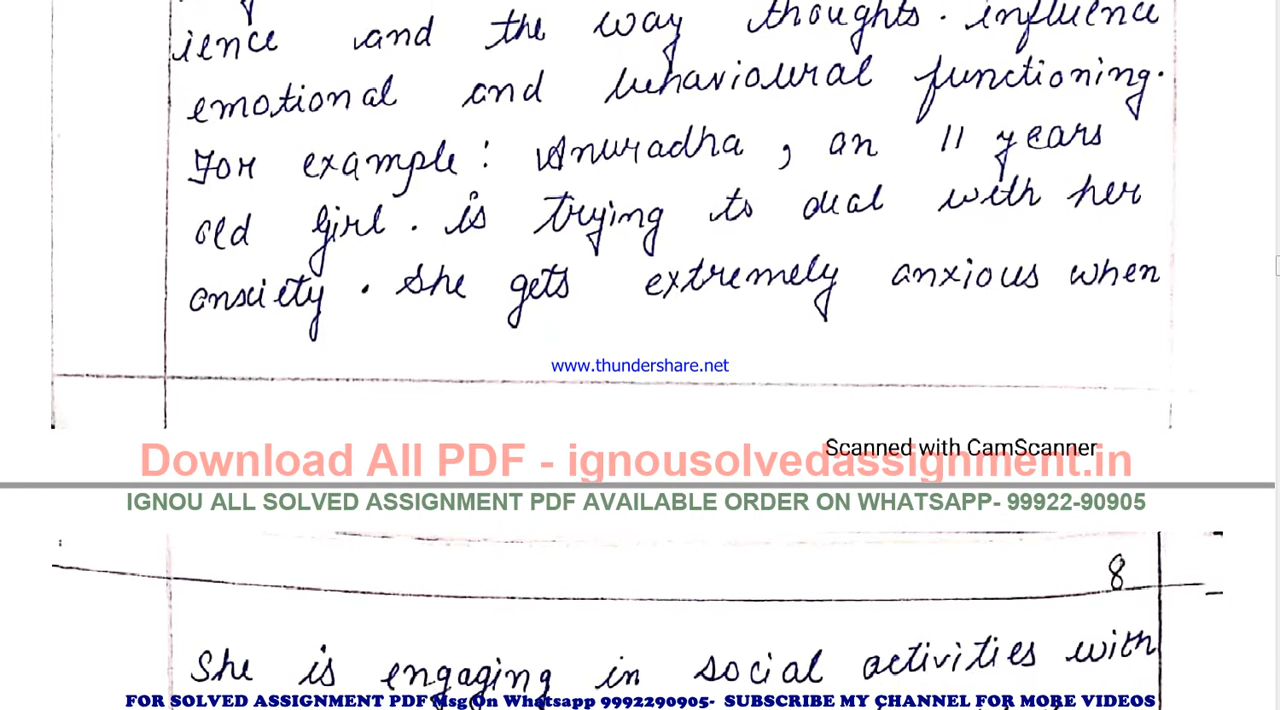 ience and the way thoughts. influence
emotional and behavioural functioning.
For example: Anuradha, an 11 years
old girl. is trying to deal with her
anxiety. She gets extremely anxious when
www.thundershare.net
Scanned with CamScanner
Download All PDF - ignousolvedassignment.in
IGNOU ALL SOLVED ASSIGNMENT PDF AVAILABLE ORDER ON WHATSAPP- 99922-90905
8
She is engaging in social activities with
FOR SOLVED ASSIGNMENT PDF Msg On Whatsapp 9992290905- SUBSCRIBE MY CHANNEL FOR MORE VIDEOS